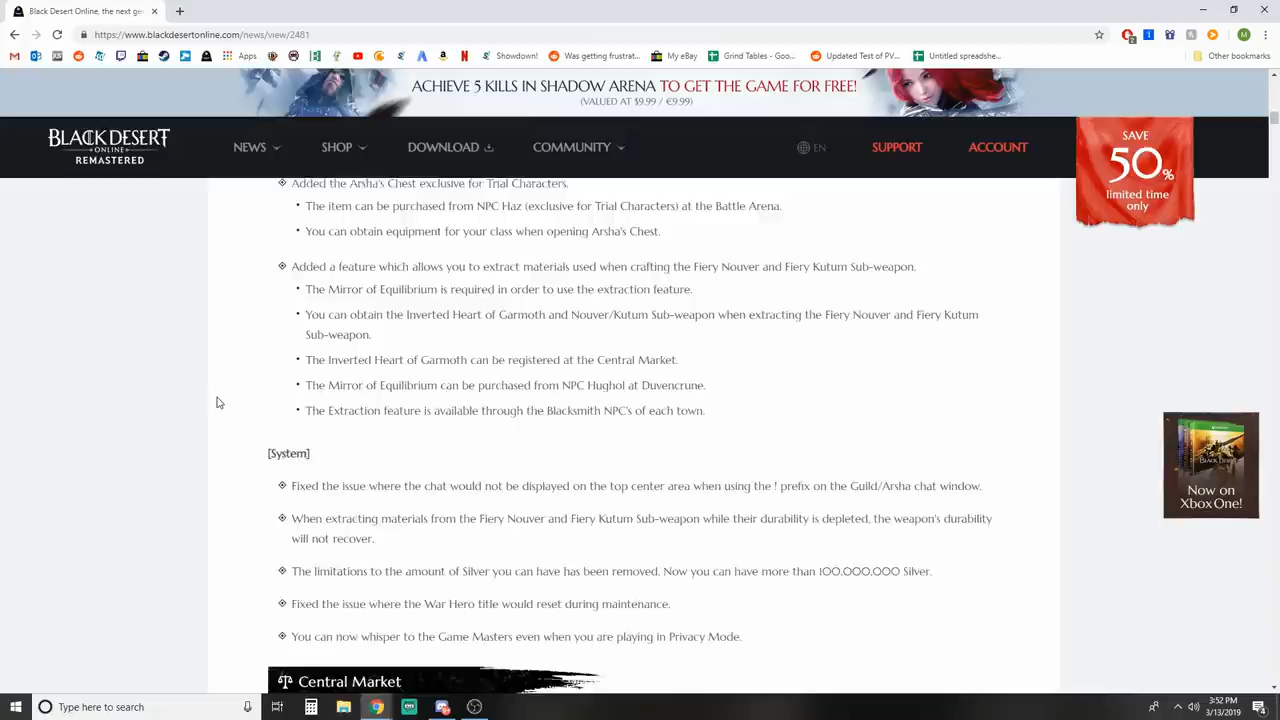 Black Desert Online, the next ge
https://www.blackdesertonline.com/news/view/2481
Apps
Showdown!
Was getting frustrat...
My eBay
Grind Tables - Goo...
Updated Test of PV...
Untitled spreadshe...
Other bookmarks
ACHIEVE 5 KILLS IN SHADOW ARENA TO GET THE GAME FOR FREE!
(VALUED AT $9.99 / €9.99)
BLACK DESERT
ONLINE
REMASTERED
NEWS
SHOP
DOWNLOAD
COMMUNITY
EN
SUPPORT
ACCOUNT
SAVE
50%
limited time
only
Added the Arsha's Chest exclusive for Trial Characters.
• The item can be purchased from NPC Haz (exclusive for Trial Characters) at the Battle Arena.
• You can obtain equipment for your class when opening Arsha's Chest.
Added a feature which allows you to extract materials used when crafting the Fiery Nouver and Fiery Kutum Sub-weapon.
• The Mirror of Equilibrium is required in order to use the extraction feature.
• You can obtain the Inverted Heart of Garmoth and Nouver/Kutum Sub-weapon when extracting the Fiery Nouver and Fiery Kutum
Sub-weapon.
• The Inverted Heart of Garmoth can be registered at the Central Market.
• The Mirror of Equilibrium can be purchased from NPC Hughol at Duvencrune.
• The Extraction feature is available through the Blacksmith NPC's of each town.
[System]
Fixed the issue where the chat would not be displayed on the top center area when using the ! prefix on the Guild/Arsha chat window.
When extracting materials from the Fiery Nouver and Fiery Kutum Sub-weapon while their durability is depleted, the weapon's durability
will not recover.
The limitations to the amount of Silver you can have has been removed. Now you can have more than 100,000,000 Silver.
Fixed the issue where the War Hero title would reset during maintenance.
You can now whisper to the Game Masters even when you are playing in Privacy Mode.
Central Market
BLACK DESERT
Now on
Xbox One!
Type here to search
3:52 PM
3/13/2019